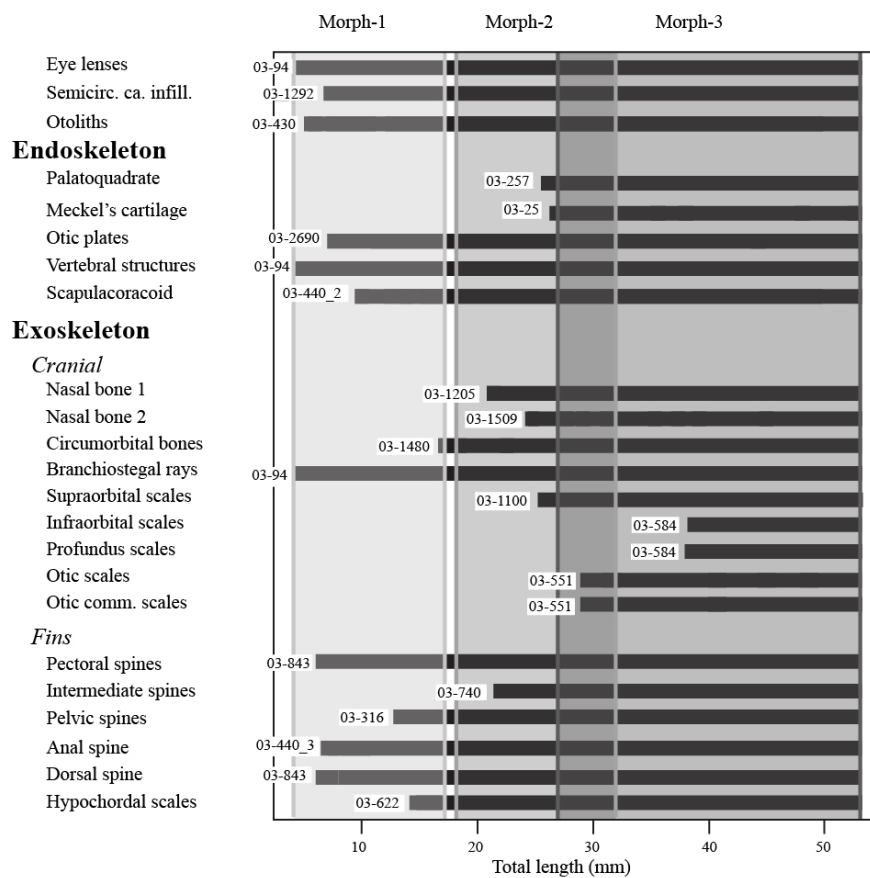 Morph-1 Morph-2 Morph-3
Eye lenses 03-94
Semicirc. ca. infill. 03-1292
Otoliths 03-430
Endoskeleton
Palatoquadrate 03-257
Meckel's cartilage 03-25
Otic plates 03-2690
Vertebral structures 03-94
Scapulacoracoid 03-440_2
Exoskeleton
Cranial
Nasal bone 1 03-1205
Nasal bone 2 03-1509
Circumorbital bones 03-1480
Branchiostegal rays 03-94
Supraorbital scales 03-1100
Infraorbital scales 03-584
Profundus scales 03-584
Otic scales 03-551
Otic comm. scales 03-551
Fins
Pectoral spines 03-843
Intermediate spines 03-740
Pelvic spines 03-316
Anal spine 03-440_3
Dorsal spine 03-843
Hypochordal scales 03-622
10 20 30 40 50
Total length (mm)